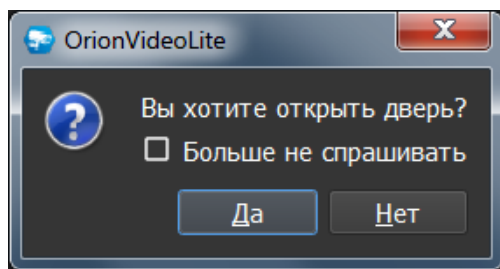 OrionVideoLite
Вы хотите открыть дверь?
Больше не спрашивать
Да
Нет